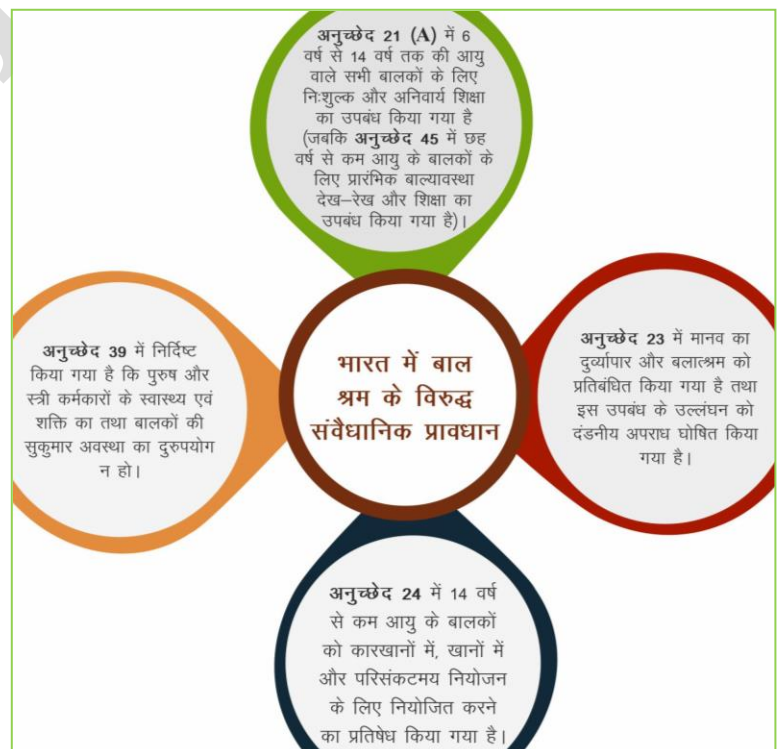 अनुच्छेद 21 (A) में 6
वर्ष से 14 वर्ष तक की आयु
वाले सभी बालकों के लिए
निःशुल्क और अनिवार्य शिक्षा
का उपबंध किया गया है
(जबकि अनुच्छेद 45 में छह
वर्ष से कम आयु के बालकों के
लिए प्रारंभिक बाल्यावस्था
देख–रेख और शिक्षा का
उपबंध किया गया है)।
अनुच्छेद 39 में निर्दिष्ट
किया गया है कि पुरुष और
स्त्री कर्मकारों के स्वास्थ्य एवं
शक्ति का तथा बालकों की
सुकुमार अवस्था का दुरुपयोग
न हो।
भारत में बाल
श्रम के विरुद्ध
संवैधानिक प्रावधान
अनुच्छेद 23 में मानव का
दुर्व्यापार और बलात्श्रम को
प्रतिबंधित किया गया है तथा
इस उपबंध के उल्लंघन को
दंडनीय अपराध घोषित किया
गया है।
अनुच्छेद 24 में 14 वर्ष
से कम आयु के बालकों
को कारखानों में, खानों में
और परिसंकटमय नियोजन
के लिए नियोजित करने
का प्रतिषेध किया गया है।